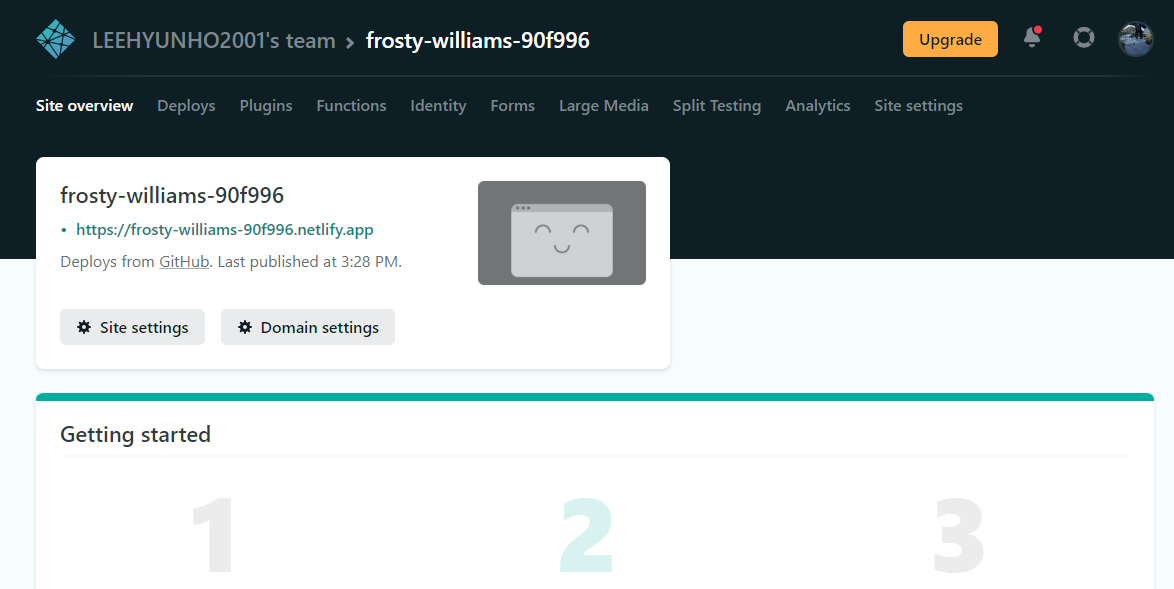 LEEHYUNHO2001's team > frosty-williams-90f996
Upgrade
Site overview Deploys Plugins Functions Identity Forms Large Media Split Testing Analytics Site settings
frosty-williams-90f996
• https://frosty-williams-90f996.netlify.app
Deploys from GitHub. Last published at 3:28 PM.
Site settings Domain settings
Getting started
1 2 3